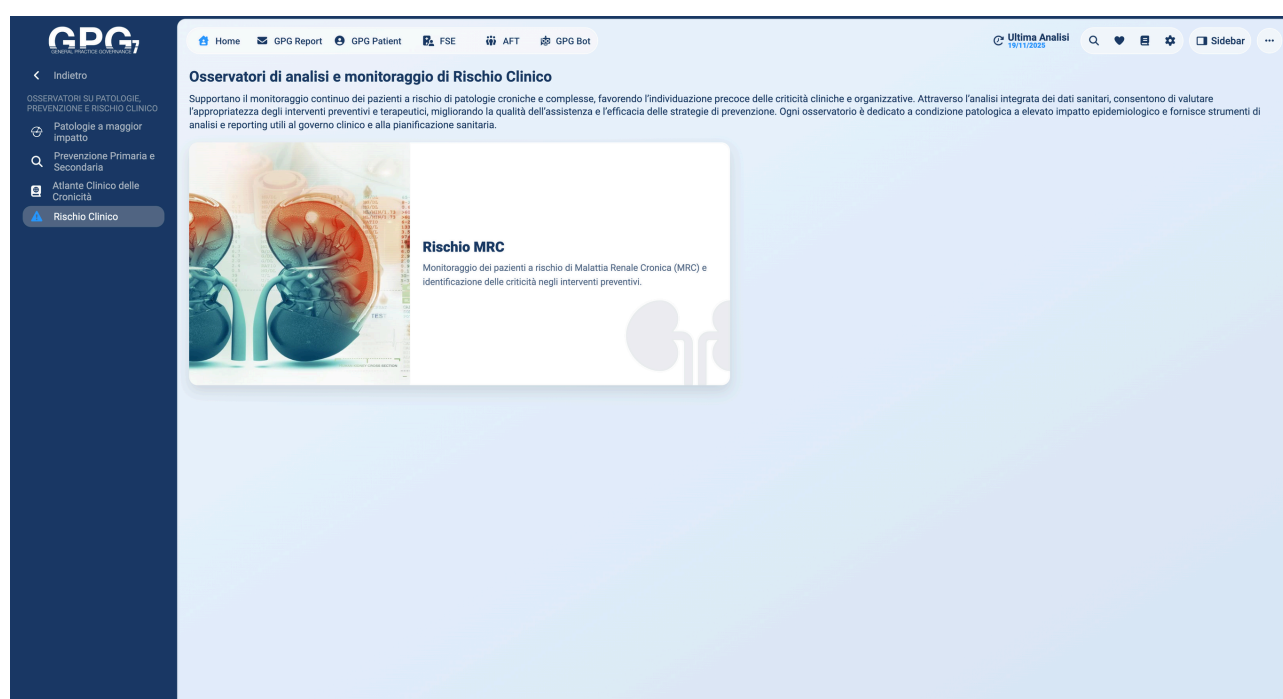 GPG7
GENERAL PRACTICE GOVERNANCE
Home
GPG Report
GPG Patient
FSE
AFT
GPG Bot
Ultima Analisi
19/11/2025
Sidebar
Indietro
OSSERVATORI SU PATOLOGIE,
PREVENZIONE E RISCHIO CLINICO
Patologie a maggior
impatto
Prevenzione Primaria e
Secondaria
Atlante Clinico delle
Cronicità
Rischio Clinico
Osservatori di analisi e monitoraggio di Rischio Clinico
Supportano il monitoraggio continuo dei pazienti a rischio di patologie croniche e complesse, favorendo l'individuazione precoce delle criticità cliniche e organizzative. Attraverso l'analisi integrata dei dati sanitari, consentono di valutare
l'appropriatezza degli interventi preventivi e terapeutici, migliorando la qualità dell'assistenza e l'efficacia delle strategie di prevenzione. Ogni osservatorio è dedicato a condizione patologica a elevato impatto epidemiologico e fornisce strumenti di
analisi e reporting utili al governo clinico e alla pianificazione sanitaria.
TEST
Rischio MRC
Monitoraggio dei pazienti a rischio di Malattia Renale Cronica (MRC) e
identificazione delle criticità negli interventi preventivi.